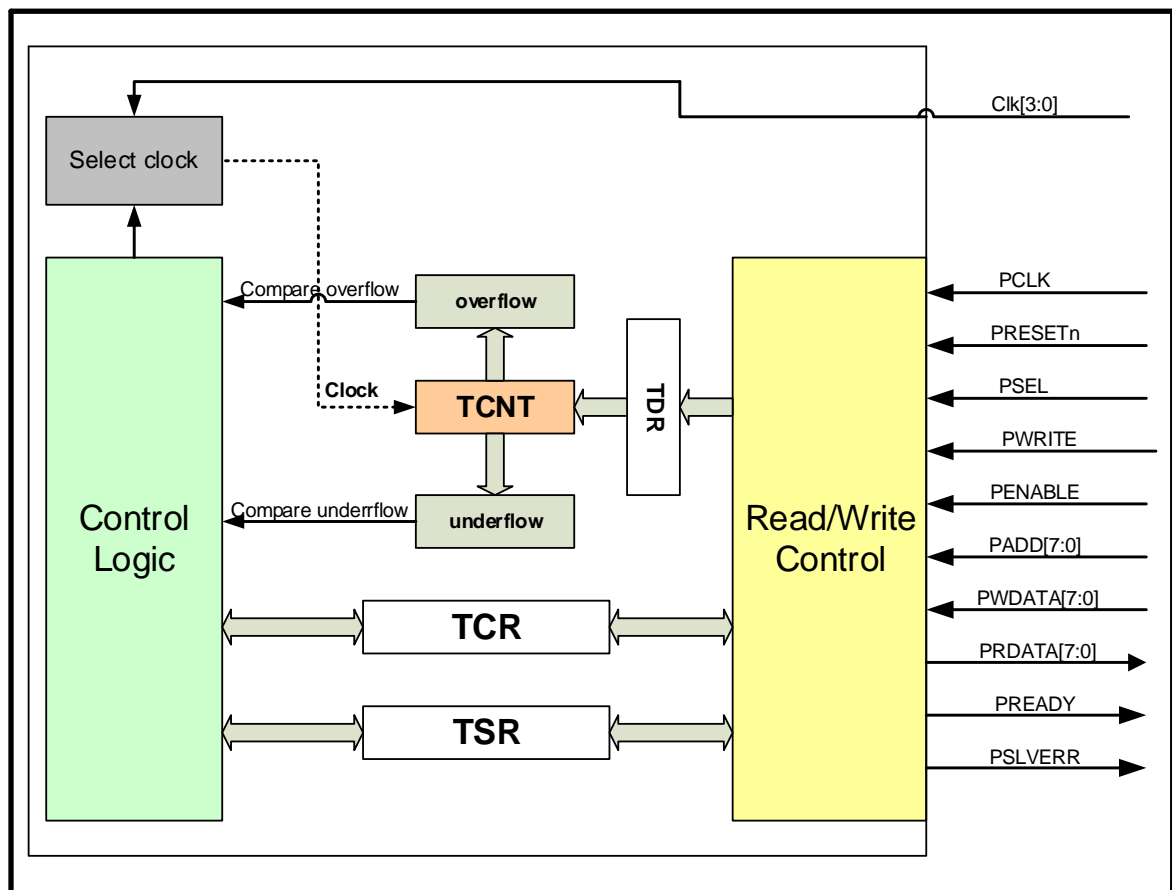 Clk[3:0]
Select clock
Compare overflow
overflow
PCLK
PRESETn
Clock
TCNT
TDR
PSEL
PWRITE
Compare underrflow
underflow
PENABLE
Control
Logic
Read/Write
Control
PADD[7:0]
PWDATA[7:0]
TCR
PRDATA[7:0]
PREADY
TSR
PSLVERR